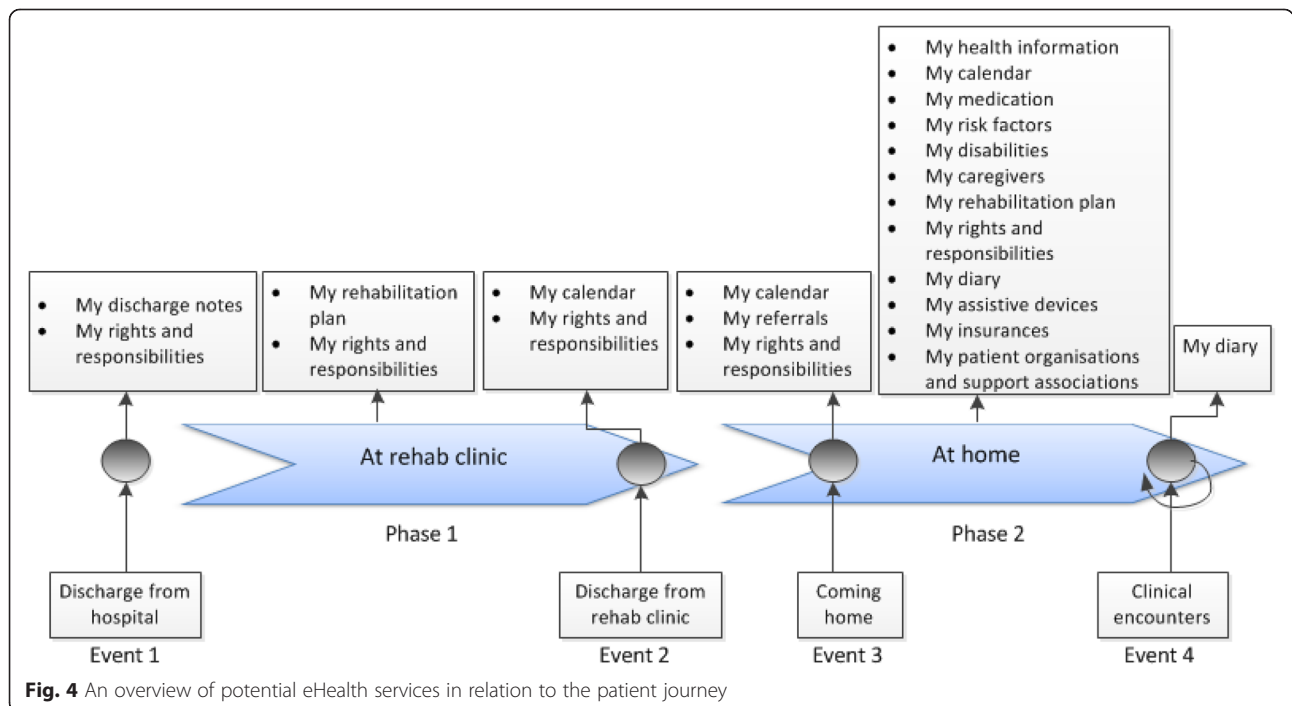 • My health information
• My calendar
• My medication
• My risk factors
• My disabilities
• My caregivers
• My rehabilitation plan
• My rights and
responsibilities
• My diary
• My assistive devices
• My insurances
• My patient organisations
and support associations
• My discharge notes
• My rights and
responsibilities
• My rehabilitation
plan
• My rights and
responsibilities
• My calendar
• My rights and
responsibilities
• My calendar
• My referrals
• My rights and
responsibilities
My diary
At rehab clinic
At home
Phase 1
Phase 2
Discharge from
hospital
Discharge from
rehab clinic
Coming
home
Clinical
encounters
Event 1
Event 2
Event 3
Event 4
Fig. 4 An overview of potential eHealth services in relation to the patient journey